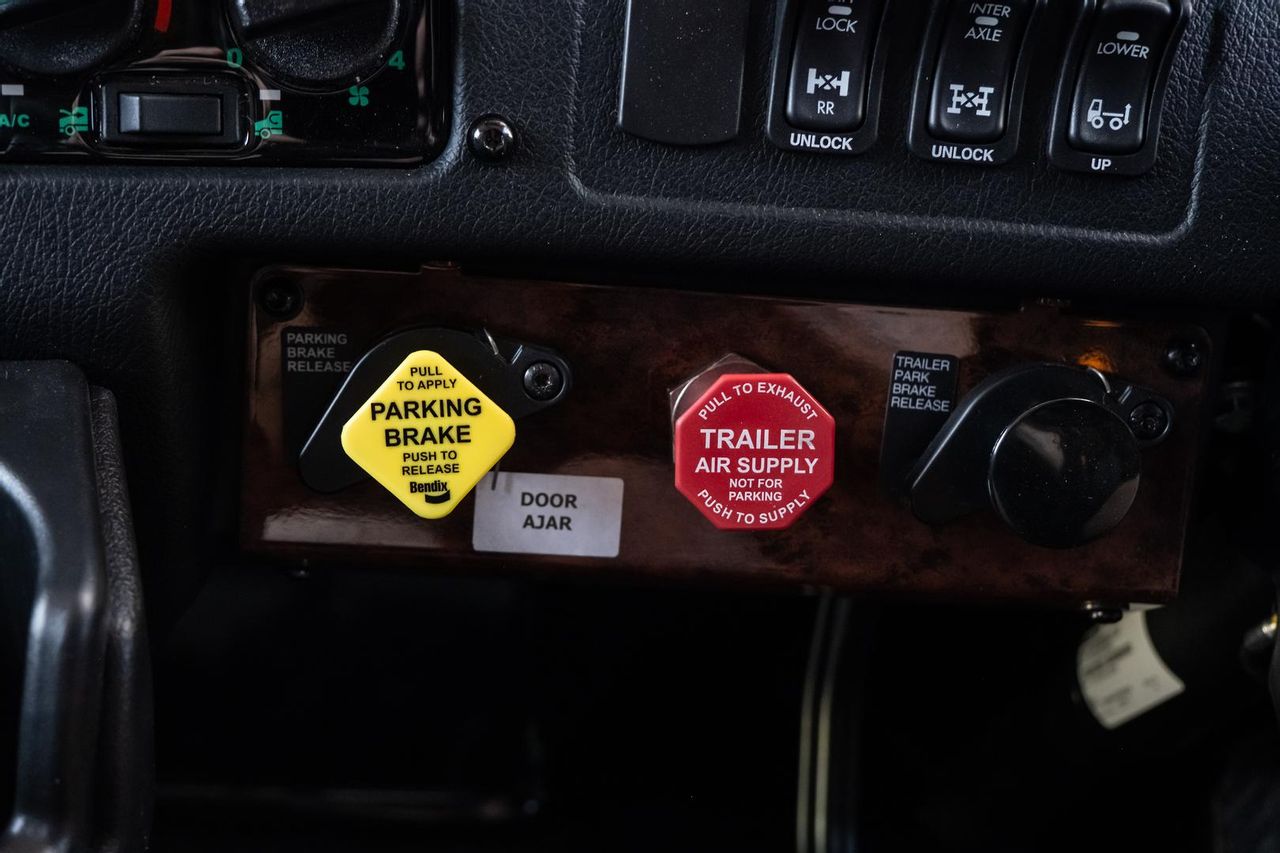 LOCK
RR
UNLOCK
INTER
AXLE
UNLOCK
LOWER
UP
0
4
A/C
PARKING
BRAKE
RELEASE
PULL
TO APPLY
PARKING
BRAKE
PUSH TO
RELEASE
Bendix
DOOR
AJAR
PULL TO EXHAUST
TRAILER
AIR SUPPLY
NOT FOR
PARKING
PUSH TO SUPPLY
TRAILER
PARK
BRAKE
RELEASE